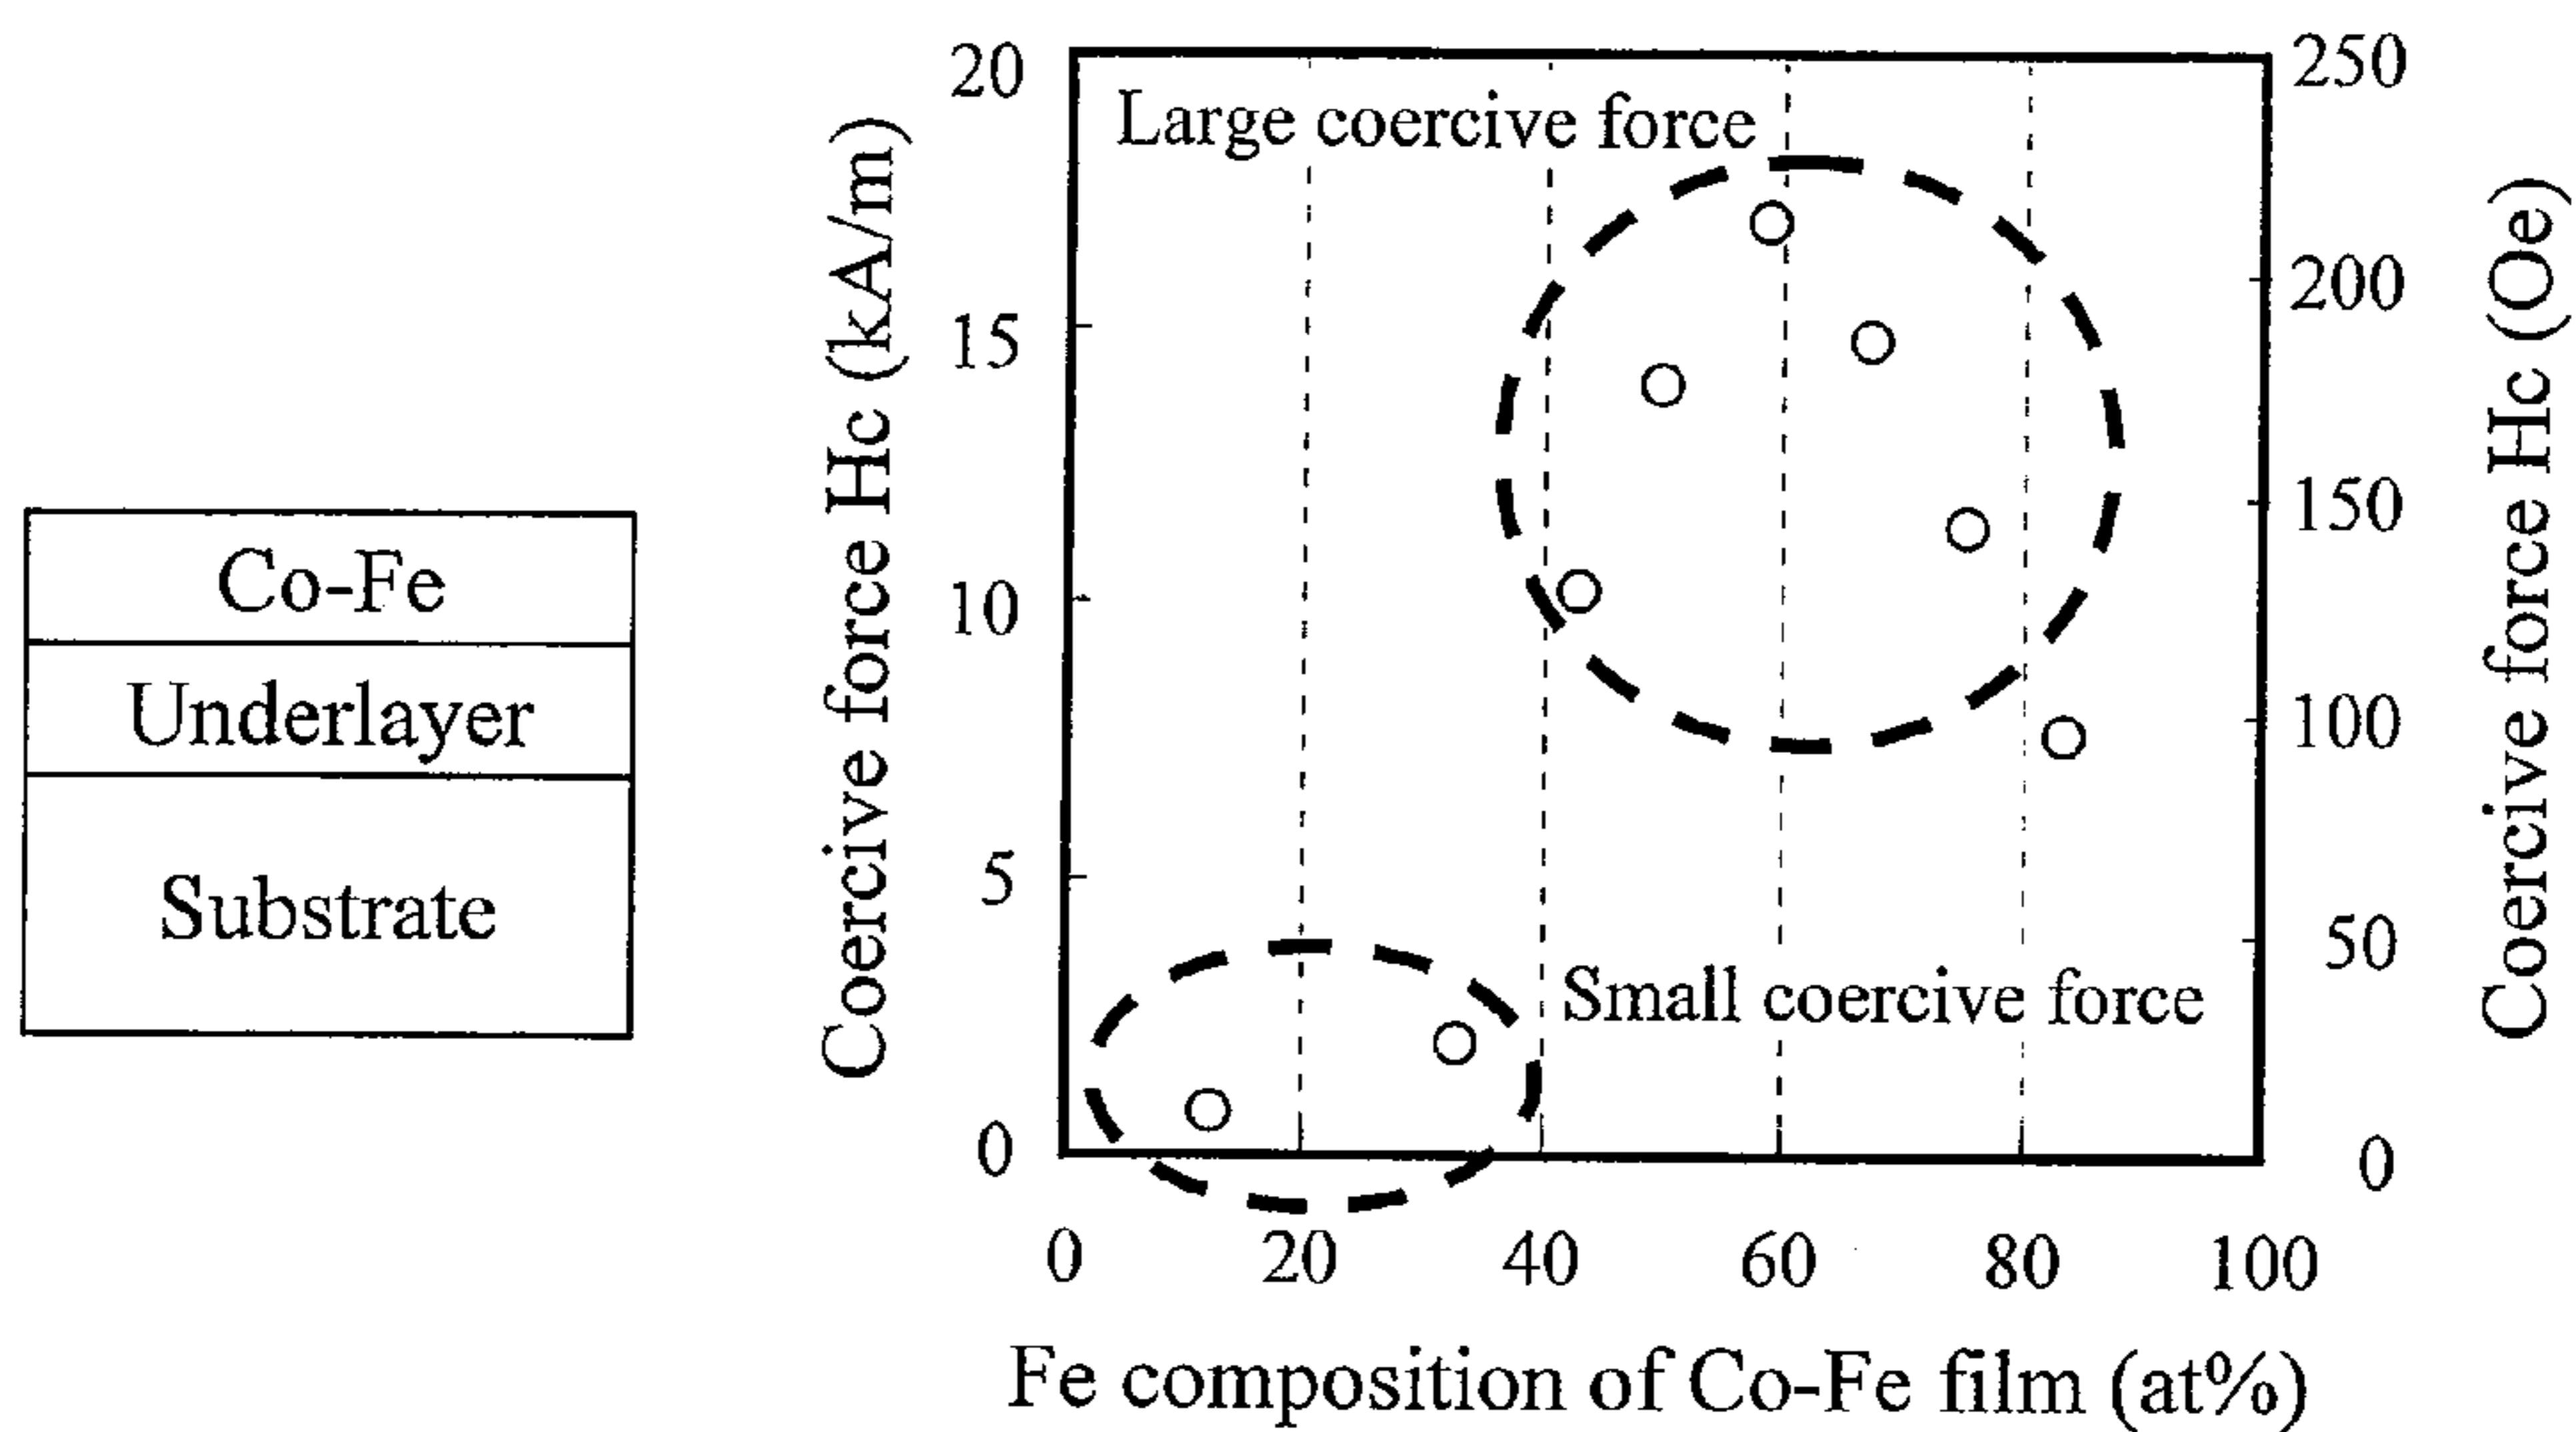 Co-Fe
Underlayer
Substrate
Coercive force Hc (kA/m)
20
15
10
5
0
Large coercive force
Small coercive force
250
200
150
100
50
0
Coercive force Hc (Oe)
0 20 40 60 80 100
Fe composition of Co-Fe film (at%)